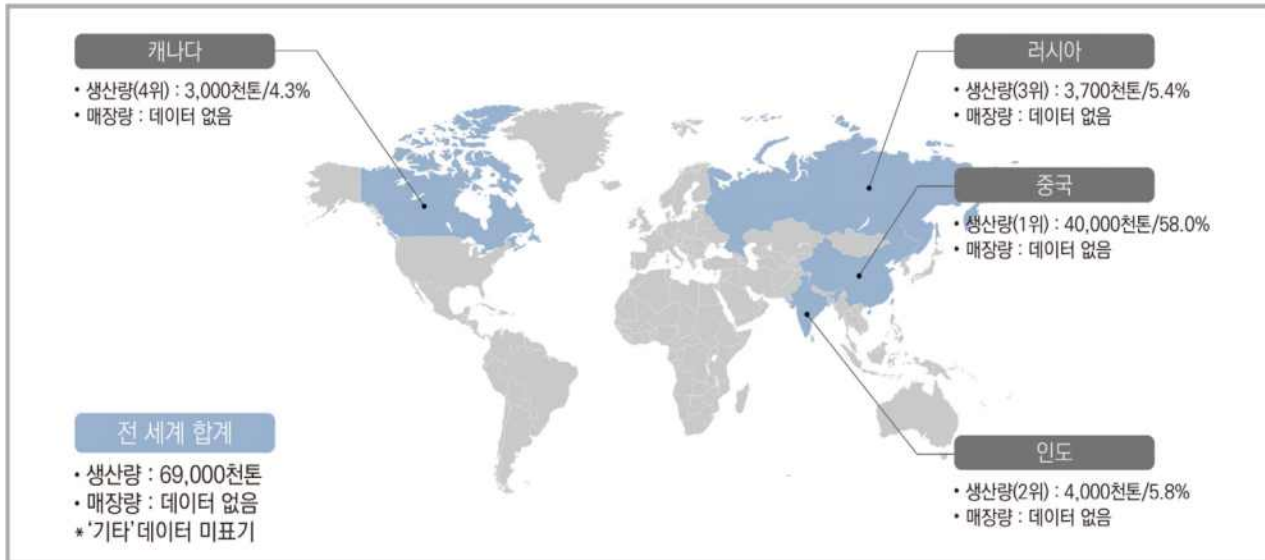 캐나다
• 생산량(4위) : 3,000천톤/4.3%
• 매장량 : 데이터 없음
러시아
• 생산량(3위) : 3,700천톤/5.4%
• 매장량 : 데이터 없음
중국
• 생산량(1위) : 40,000천톤/58.0%
• 매장량 : 데이터 없음
전 세계 합계
• 생산량 : 69,000천톤
• 매장량 : 데이터 없음
* ‘기타’ 데이터 미표기
인도
• 생산량(2위) : 4,000천톤/5.8%
• 매장량 : 데이터 없음